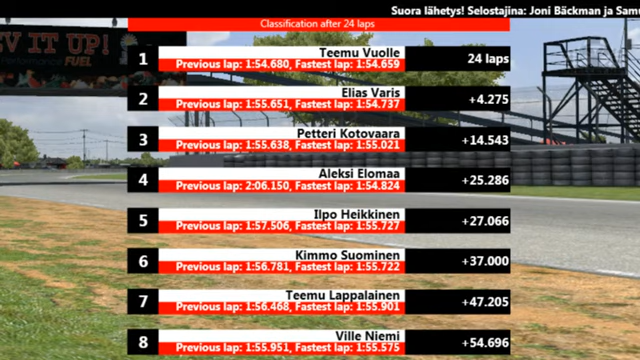 Suora lähetys! Selostajina: Joni Bäckman ja Samu
Classification after 24 laps
EV IT UP!
Performance FUEL
1 Teemu Vuolle 24 laps
Previous lap: 1:54.680, Fastest lap: 1:54.659
2 Elias Varis +4.275
Previous lap: 1:55.651, Fastest lap: 1:54.737
3 Petteri Kotovaara +14.543
Previous lap: 1:55.638, Fastest lap: 1:55.021
4 Aleksi Elomaa +25.286
Previous lap: 2:06.150, Fastest lap: 1:54.824
5 Ilpo Heikkinen +27.066
Previous lap: 1:57.506, Fastest lap: 1:55.727
6 Kimmo Suominen +37.000
Previous lap: 1:56.781, Fastest lap: 1:55.722
7 Teemu Lappalainen +47.205
Previous lap: 1:56.468, Fastest lap: 1:55.901
8 Ville Niemi +54.696
Previous lap: 1:55.951, Fastest lap: 1:55.575